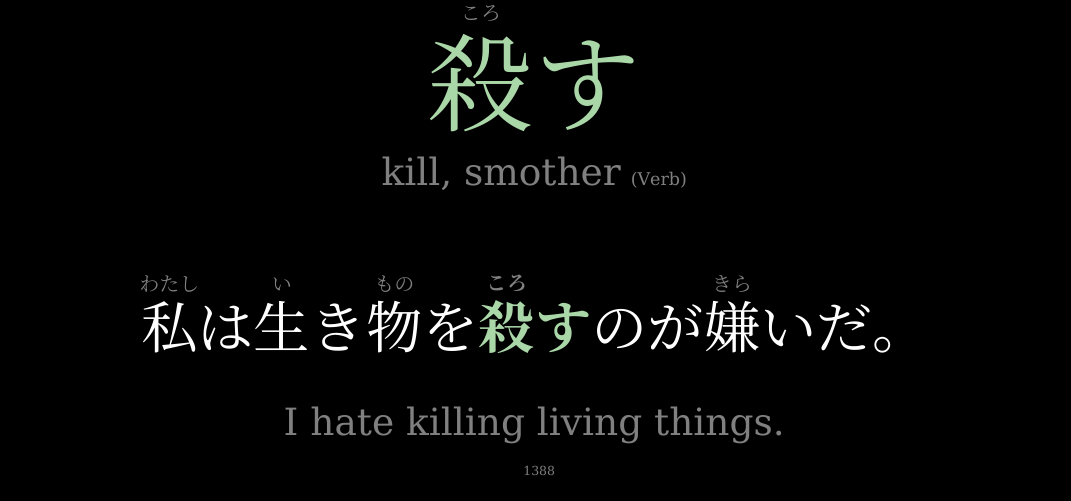 ころ
殺す
kill, smother (Verb)
わたし い もの ころ きら
私は生き物を殺すのが嫌いだ。
I hate killing living things.
1388